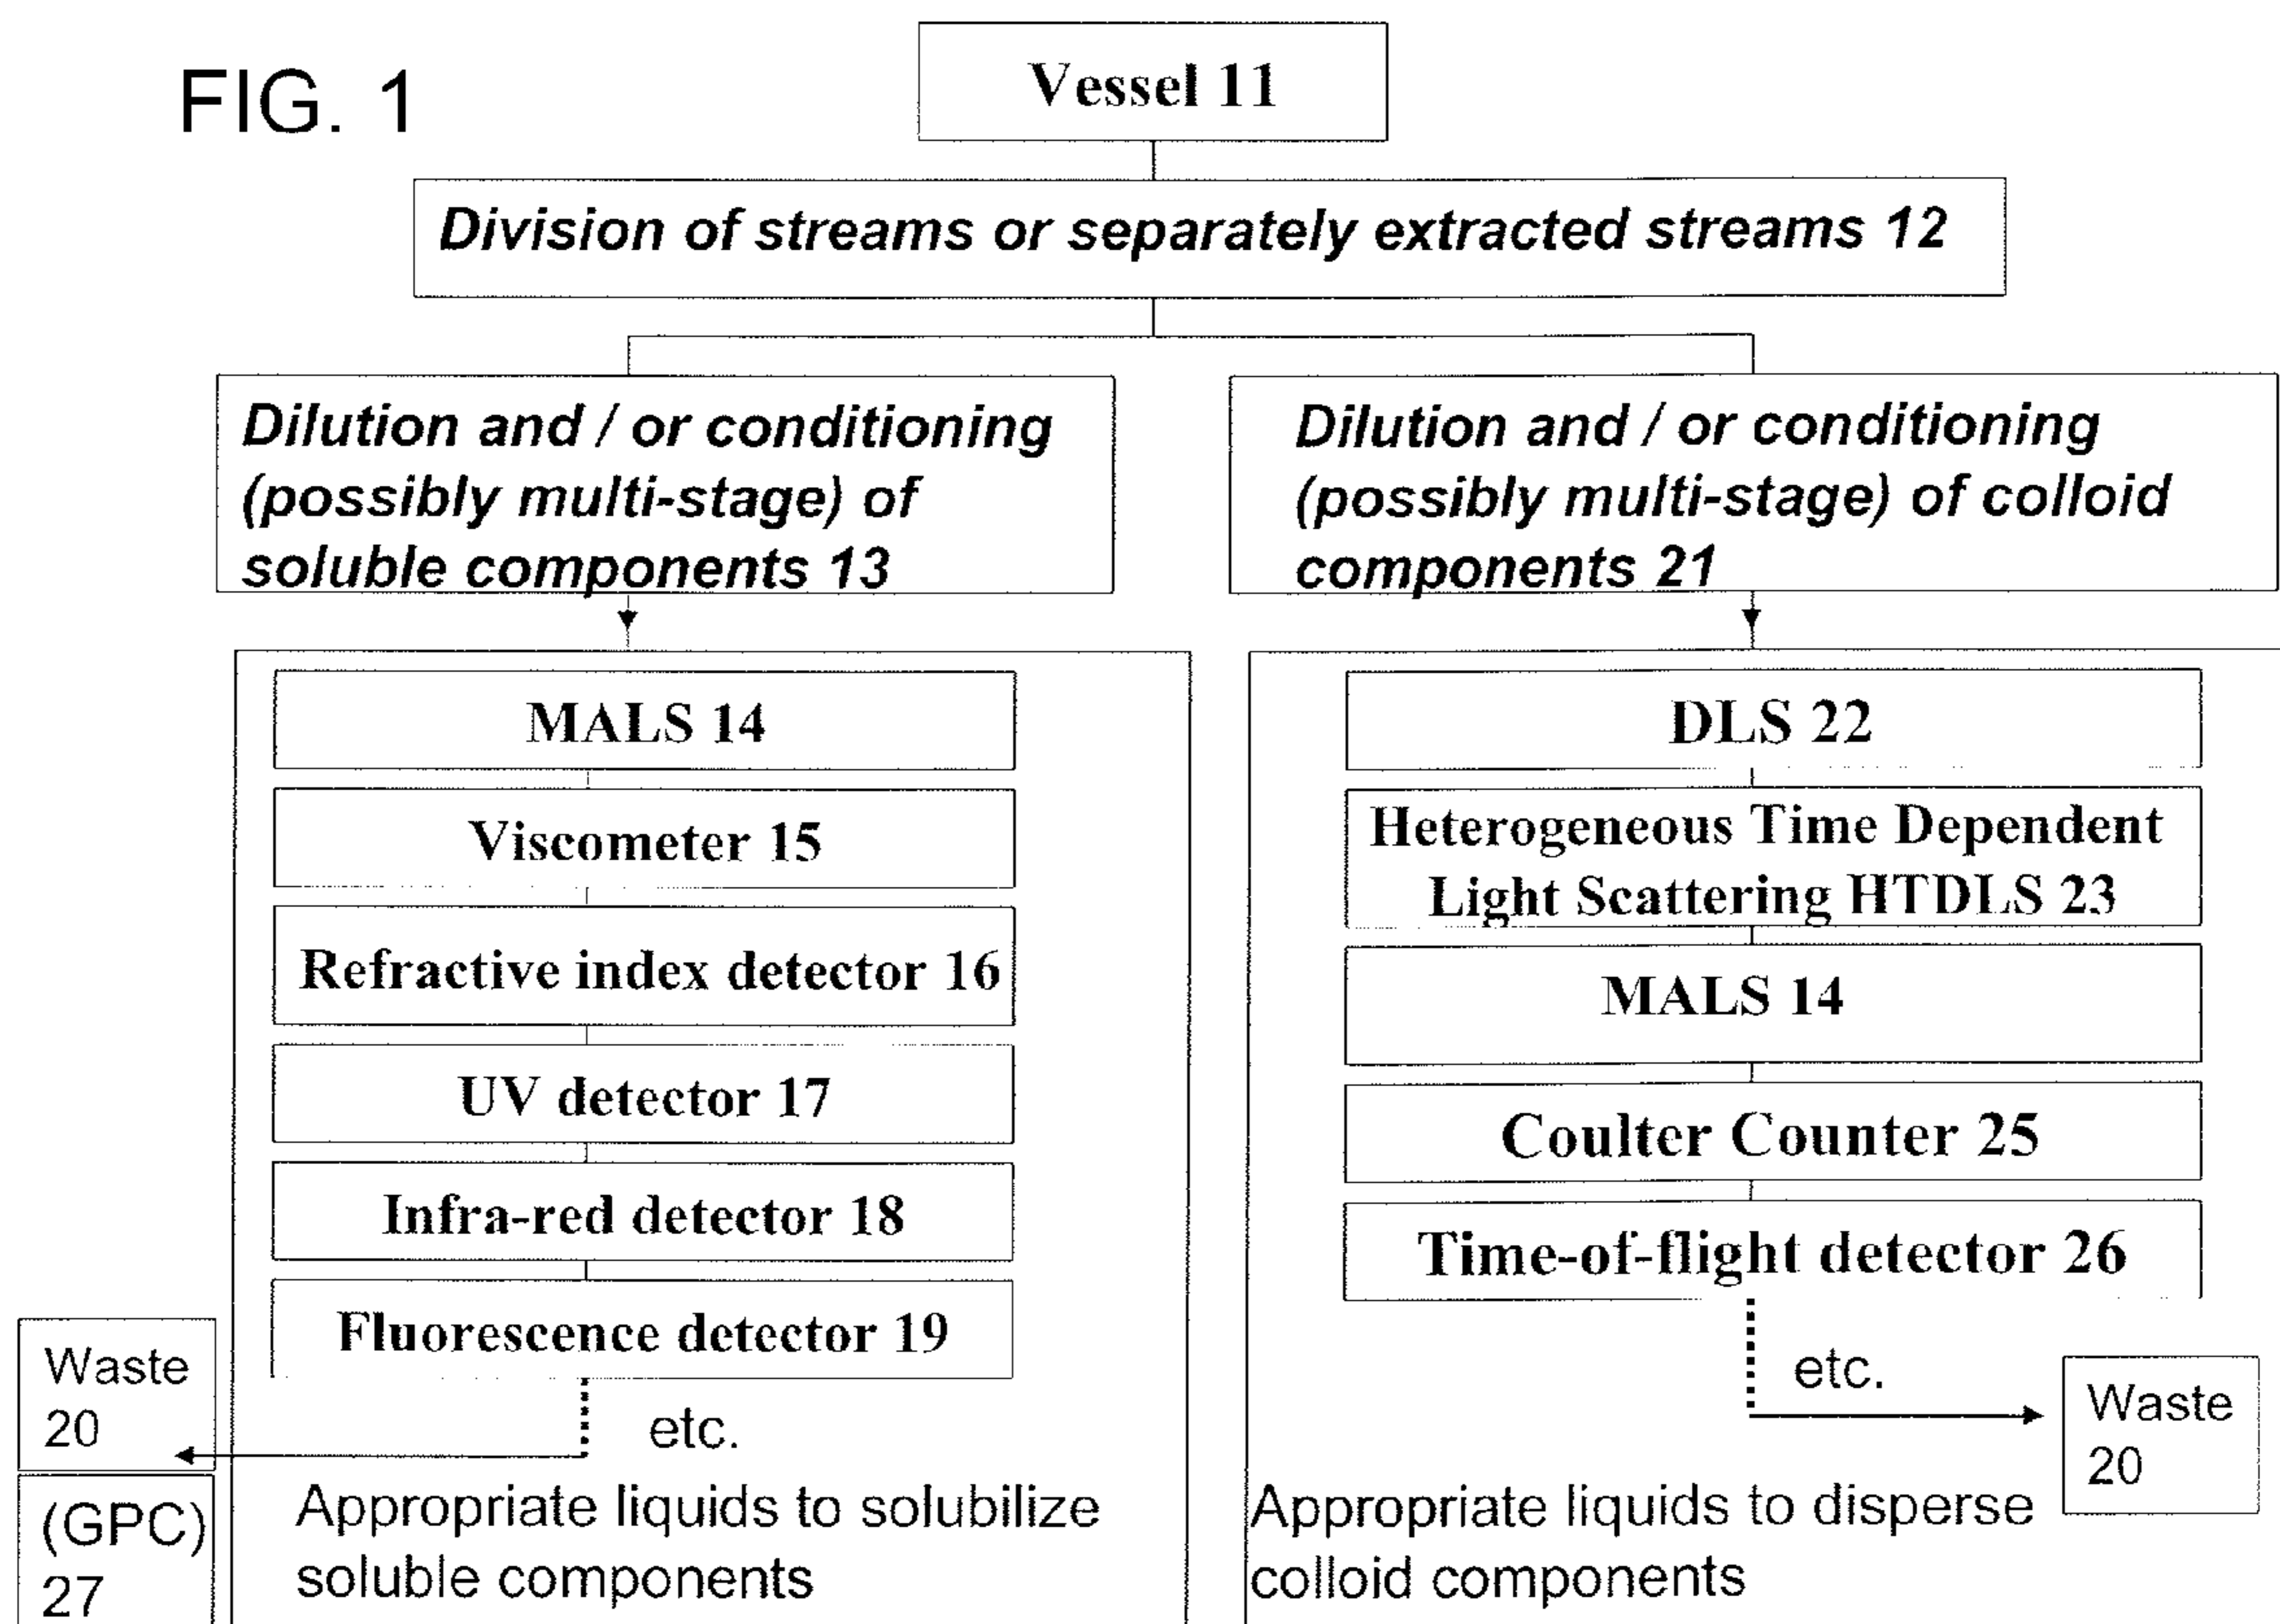 FIG. 1
Vessel 11
Division of streams or separately extracted streams 12
Dilution and / or conditioning
(possibly multi-stage) of
soluble components 13
Dilution and / or conditioning
(possibly multi-stage) of colloid
components 21
MALS 14
Viscometer 15
Refractive index detector 16
UV detector 17
Infra-red detector 18
Fluorescence detector 19
etc.
Waste
20
(GPC)
27
Appropriate liquids to solubilize
soluble components
DLS 22
Heterogeneous Time Dependent
Light Scattering HTDLS 23
MALS 14
Coulter Counter 25
Time-of-flight detector 26
etc.
Waste
20
Appropriate liquids to disperse
colloid components